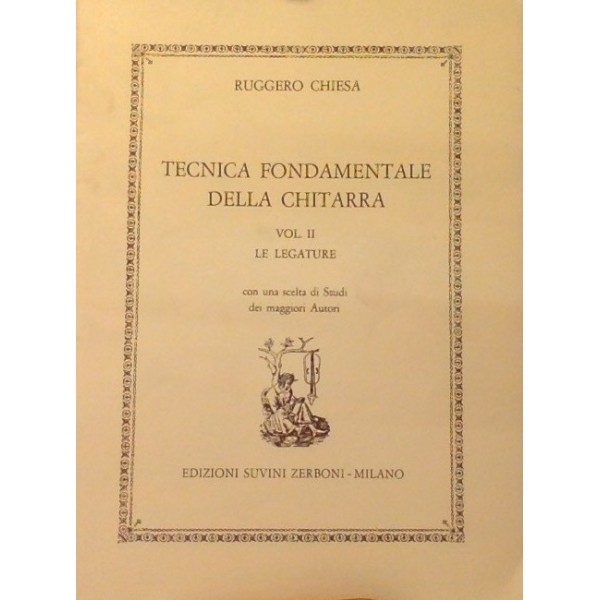 RUGGERO CHIESA
TECNICA FONDAMENTALE
DELLA CHITARRA
VOL. II
LE LEGATURE
con una scelta di Studi
dei maggiori Autori
EDIZIONI SUVINI ZERBONI - MILANO